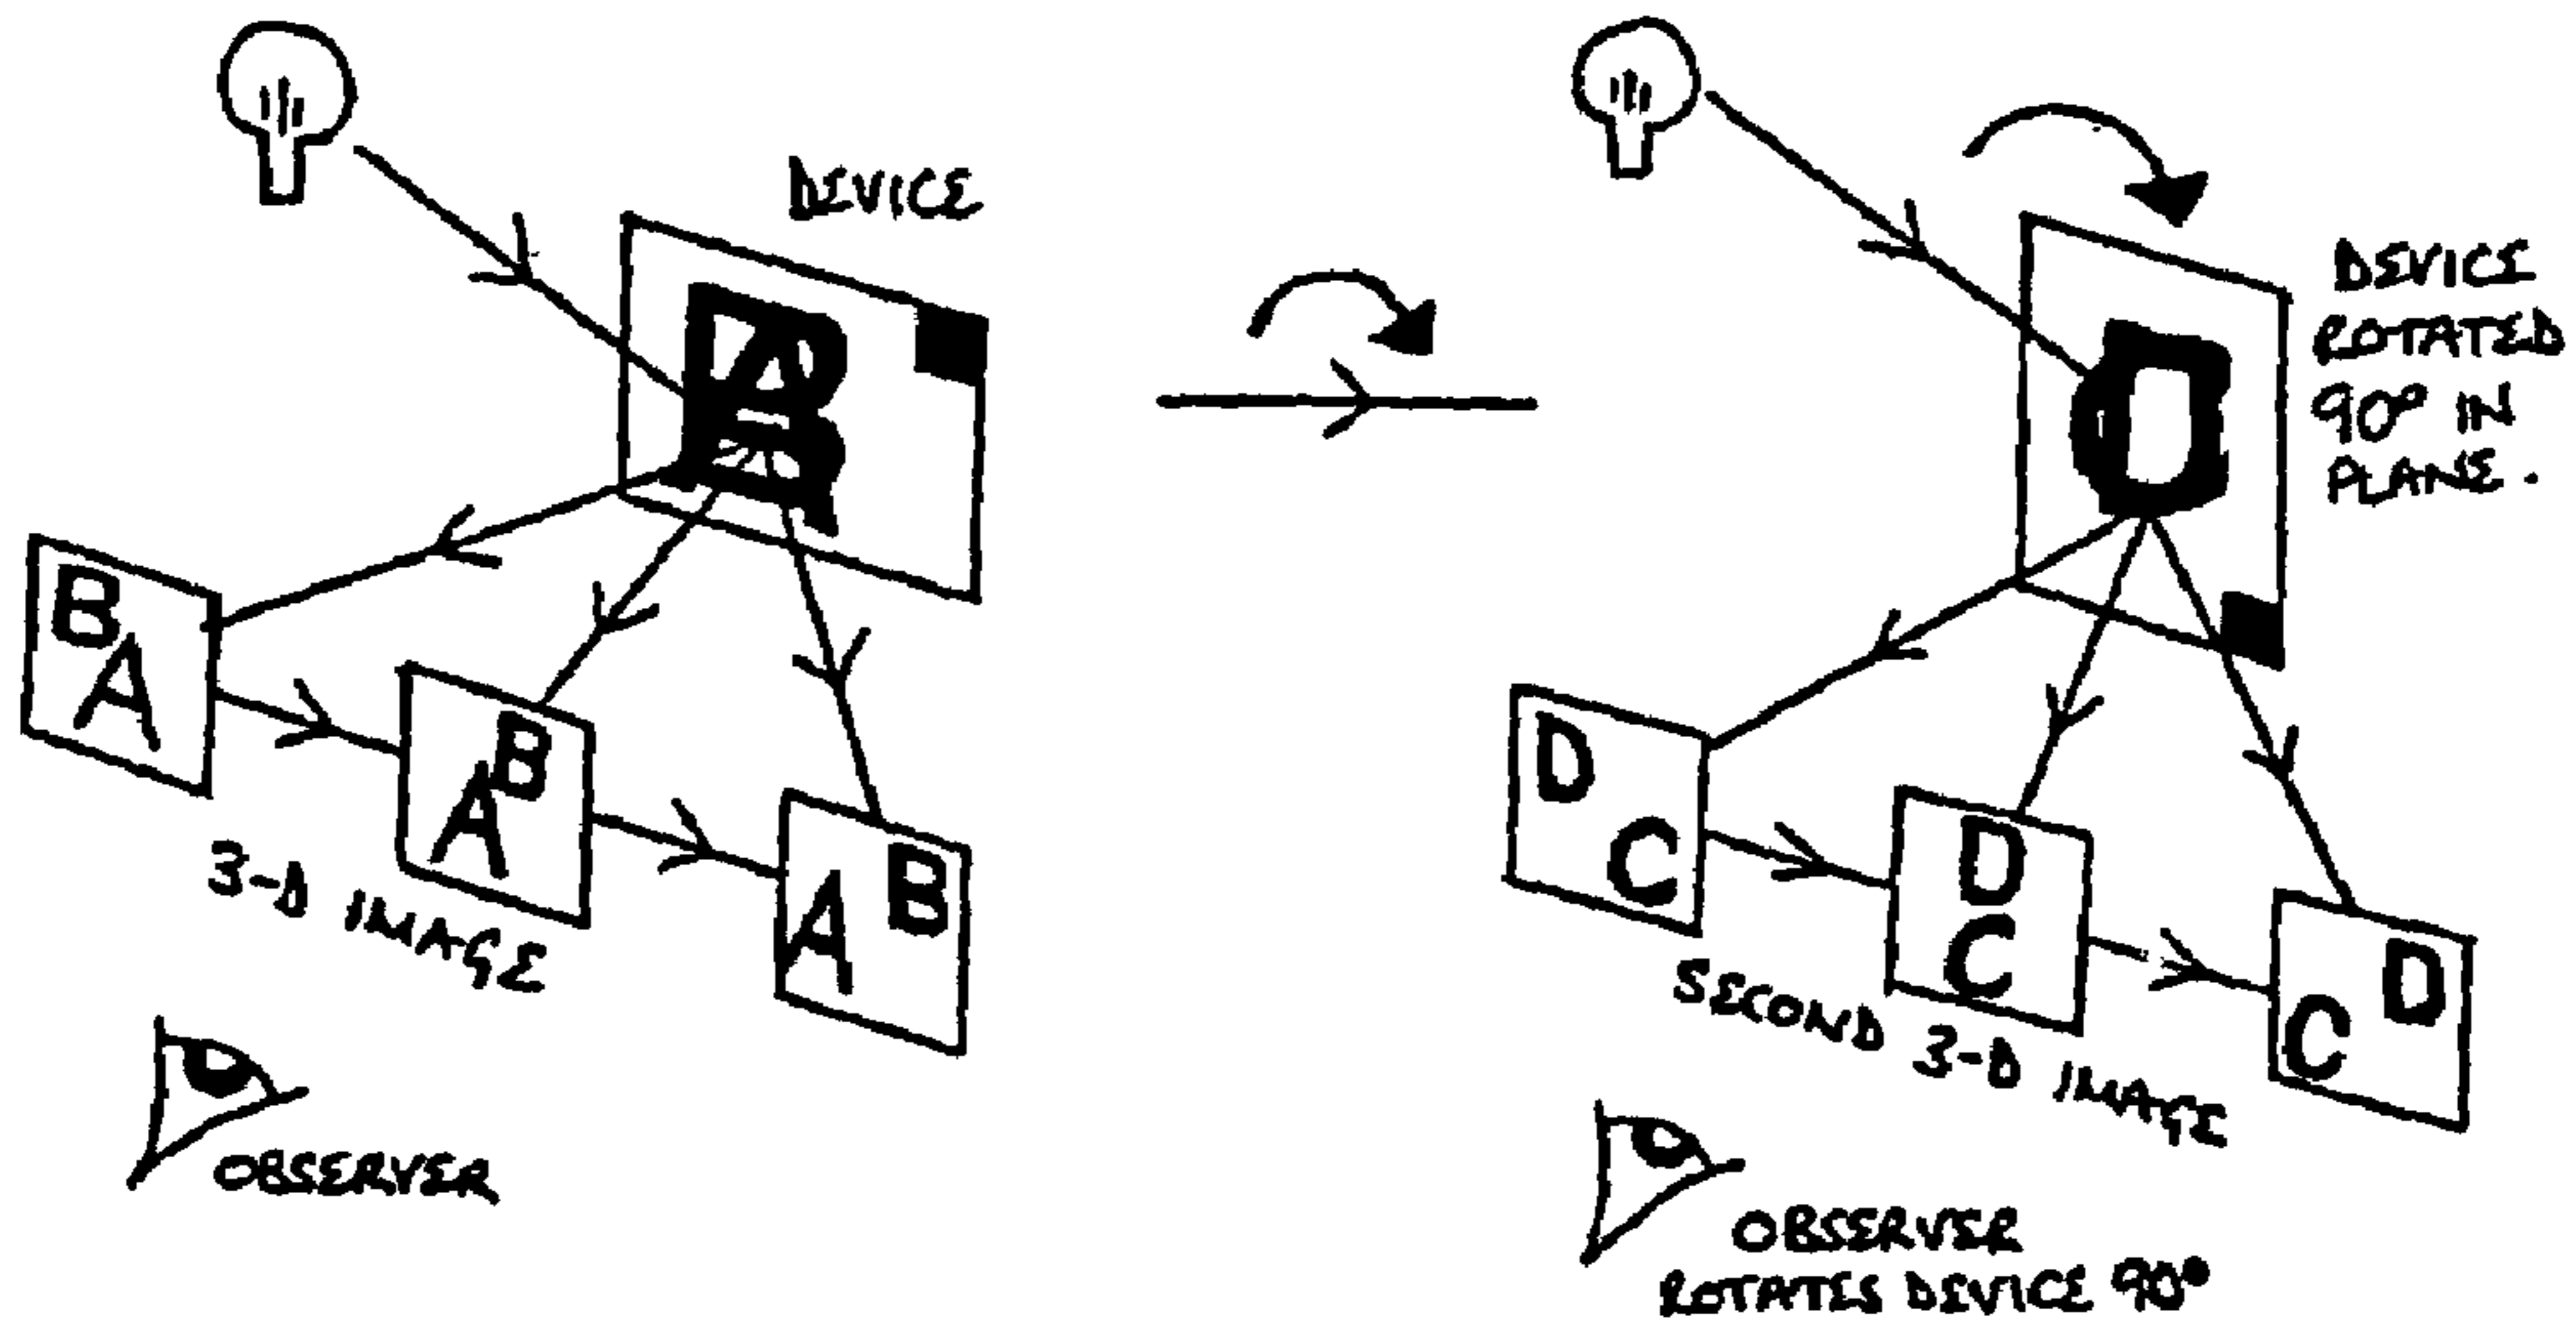 DEVICE
DEVICE
ROTATED
90° IN
PLANE.
B
A
B
A
B
A
3-D IMAGE
OBSERVER
D
C
D
C
D
C
SECOND 3-D IMAGE
OBSERVER
ROTATES DEVICE 90°